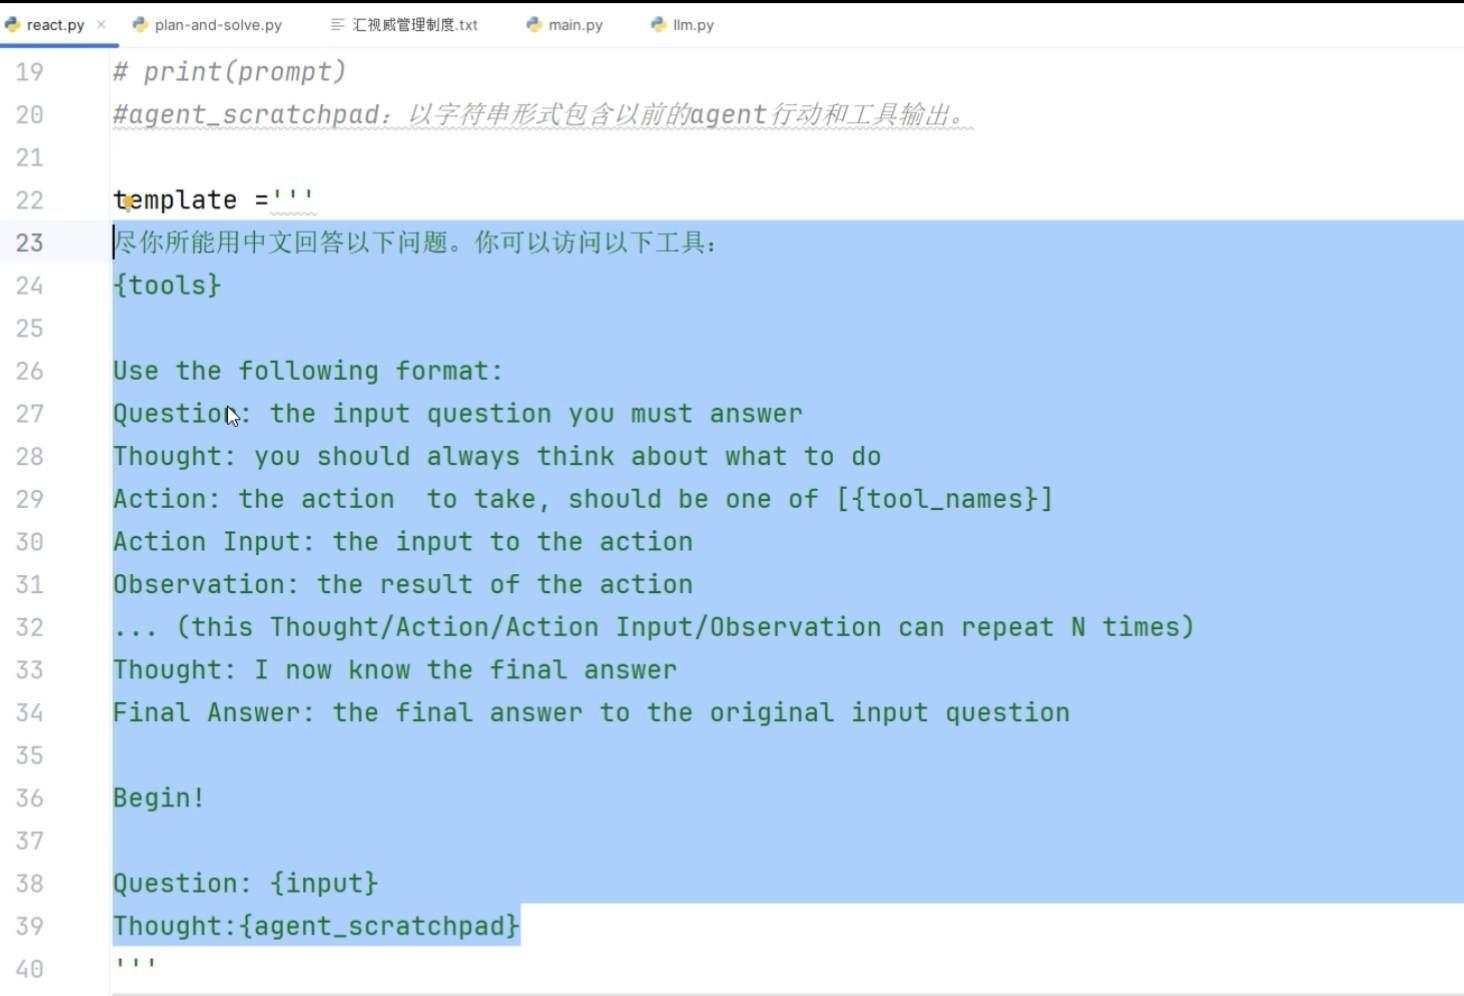 react.py × plan-and-solve.py 汇视威管理制度.txt main.py llm.py
19 # print(prompt)
20 #agent_scratchpad：以字符串形式包含以前的agent行动和工具输出。
21
22 template ='''
23 尽你所能用中文回答以下问题。你可以访问以下工具：
24 {tools}
25
26 Use the following format:
27 Question: the input question you must answer
28 Thought: you should always think about what to do
29 Action: the action  to take, should be one of [{tool_names}]
30 Action Input: the input to the action
31 Observation: the result of the action
32 ... (this Thought/Action/Action Input/Observation can repeat N times)
33 Thought: I now know the final answer
34 Final Answer: the final answer to the original input question
35
36 Begin!
37
38 Question: {input}
39 Thought:{agent_scratchpad}
40 '''